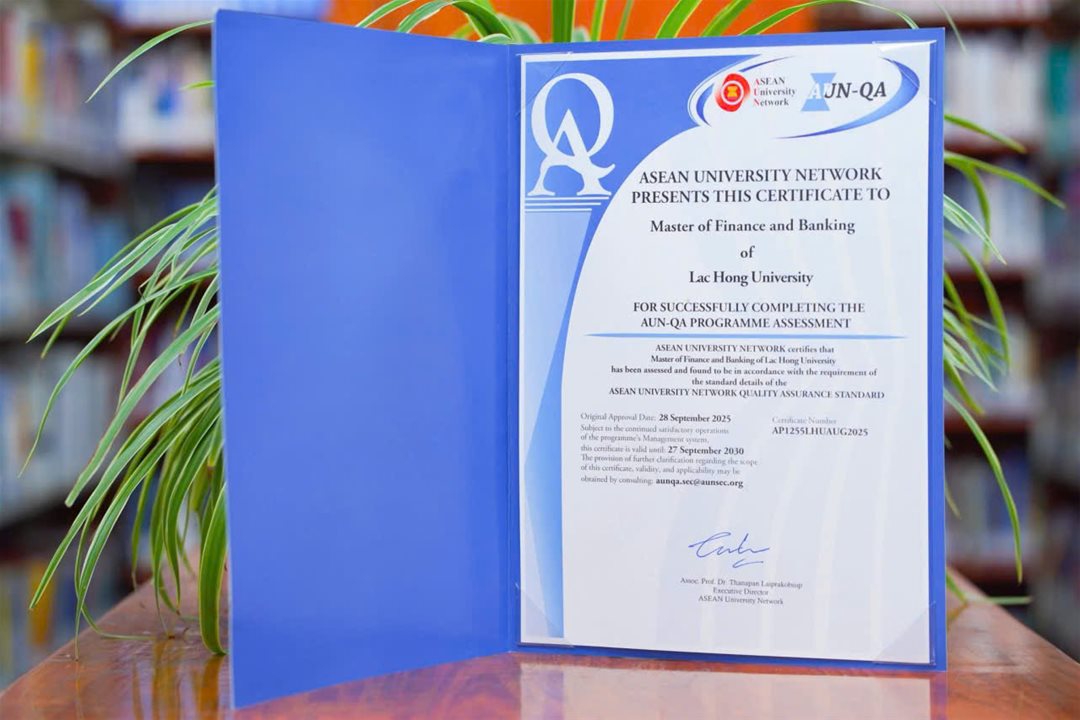 QA
ASEAN
University
Network
AUN-QA
ASEAN UNIVERSITY NETWORK
PRESENTS THIS CERTIFICATE TO
Master of Finance and Banking
of
Lac Hong University
FOR SUCCESSFULLY COMPLETING THE
AUN-QA PROGRAMME ASSESSMENT
ASEAN UNIVERSITY NETWORK certifies that
Master of Finance and Banking of Lac Hong University
has been assessed and found to be in accordance with the requirement of
the standard details of the
ASEAN UNIVERSITY NETWORK QUALITY ASSURANCE STANDARD
Original Approval Date: 28 September 2025
Subject to the continued satisfactory operations
of the programme's Management system,
this certificate is valid until: 27 September 2030
The provision of further clarification regarding the scope
of this certificate, validity, and applicability may be
obtained by consulting: aunqa.sec@aunsec.org
Certificate Number
AP1255LHUAUG2025
Assoc. Prof. Dr. Thanapan Laiprakobsup
Executive Director
ASEAN University Network